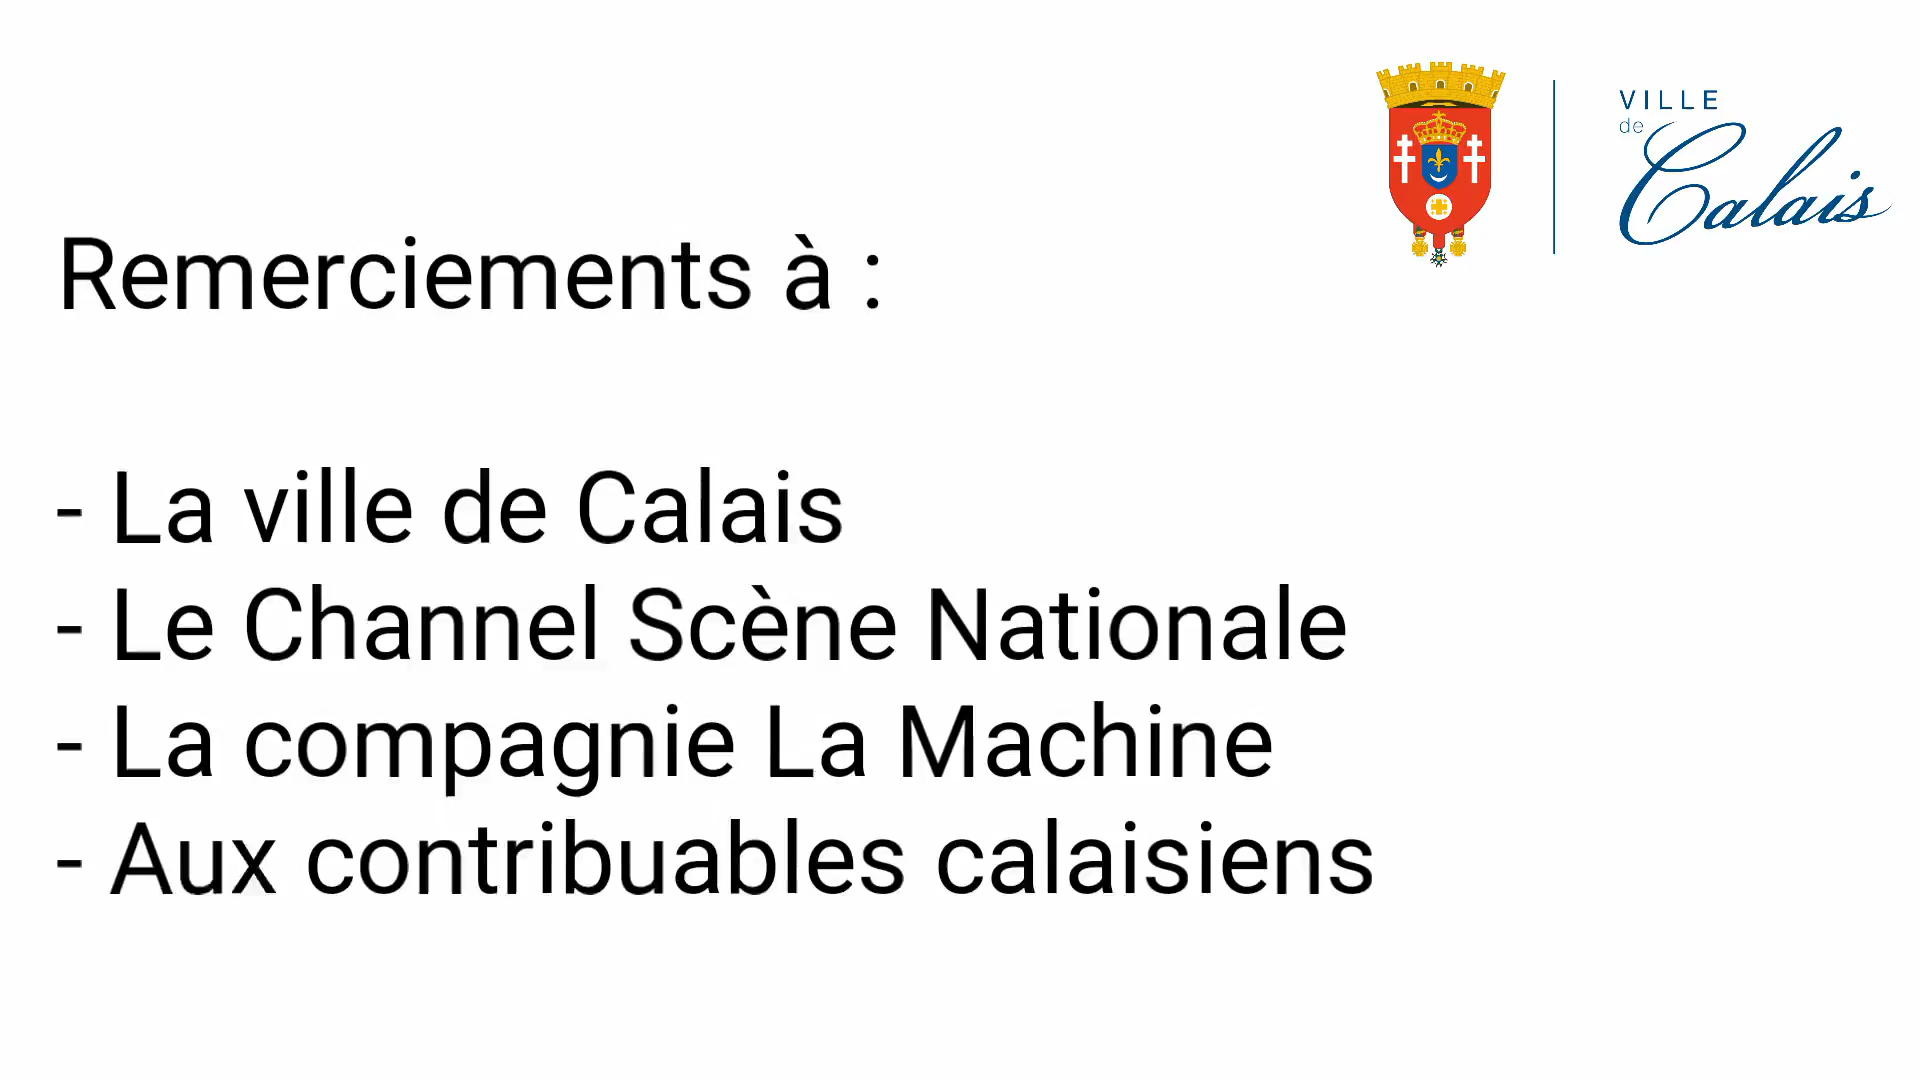 VILLE
de
Calais
Remerciements à :
- La ville de Calais
- Le Channel Scène Nationale
- La compagnie La Machine
- Aux contribuables calaisiens